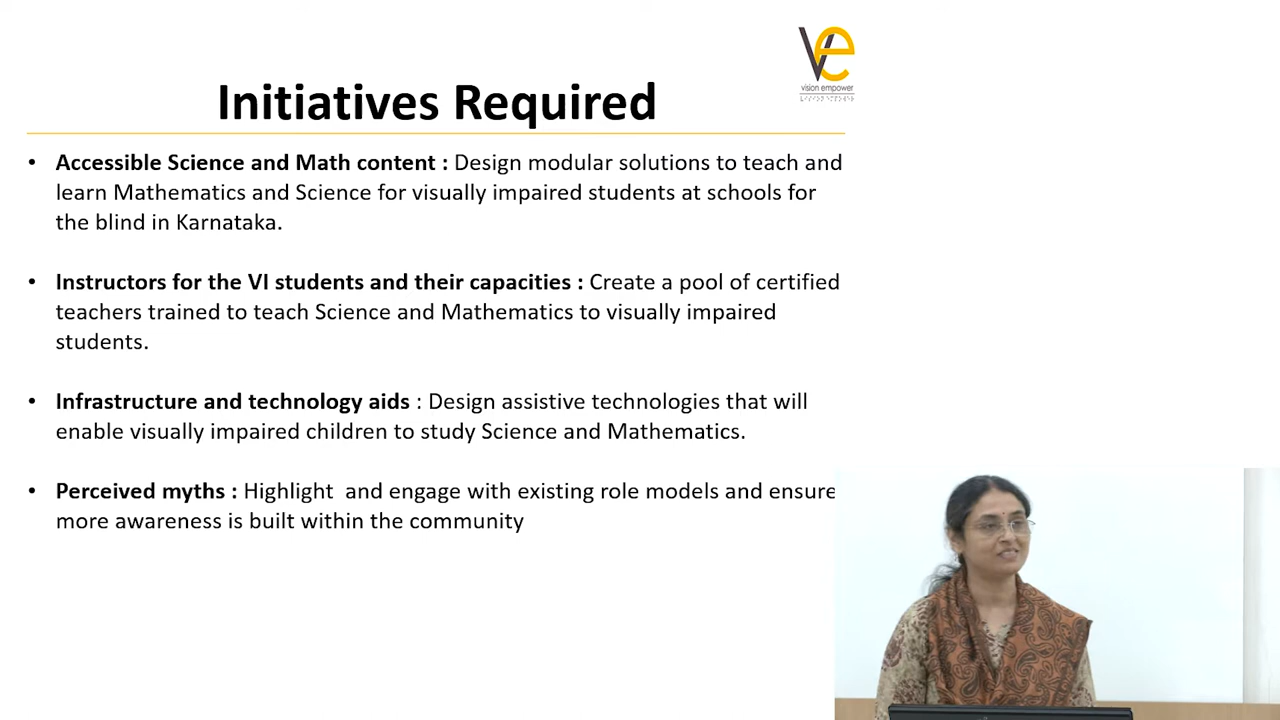 vision empower
Initiatives Required
• Accessible Science and Math content : Design modular solutions to teach and
learn Mathematics and Science for visually impaired students at schools for
the blind in Karnataka.
• Instructors for the VI students and their capacities : Create a pool of certified
teachers trained to teach Science and Mathematics to visually impaired
students.
• Infrastructure and technology aids : Design assistive technologies that will
enable visually impaired children to study Science and Mathematics.
• Perceived myths : Highlight  and engage with existing role models and ensure
more awareness is built within the community